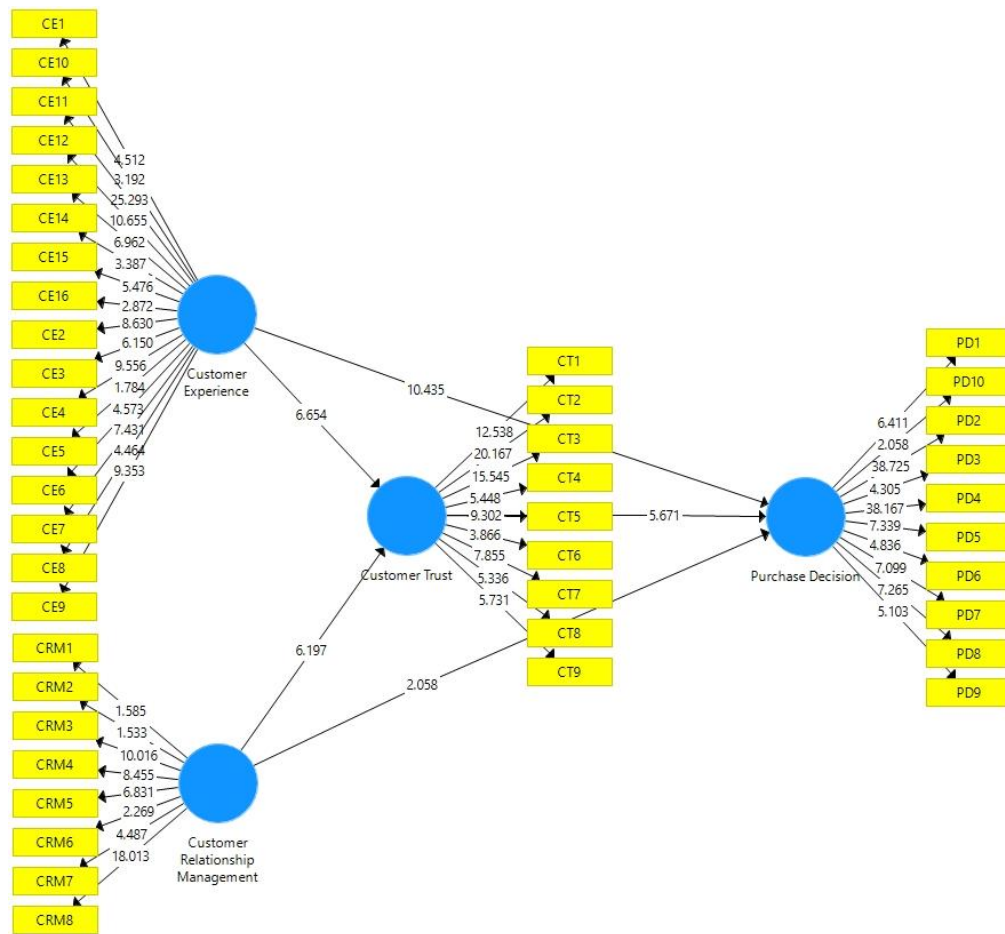 CE1
CE10
CE11
CE12
CE13
CE14
CE15
CE16
CE2
CE3
CE4
CE5
CE6
CE7
CE8
CE9
4.512
3.192
25.293
10.655
6.962
3.387
5.476
2.872
8.630
6.150
9.556
1.784
4.573
7.431
4.464
9.353
Customer
Experience
CRM1
CRM2
CRM3
CRM4
CRM5
CRM6
CRM7
CRM8
1.585
1.533
10.016
8.455
6.831
2.269
4.487
18.013
Customer
Relationship
Management
6.654
6.197
10.435
2.058
5.671
Customer Trust
12.538
20.167
15.545
5.448
9.302
3.866
7.855
5.336
5.731
CT1
CT2
CT3
CT4
CT5
CT6
CT7
CT8
CT9
Purchase Decision
6.411
2.058
38.725
4.305
38.167
7.339
4.836
7.099
7.265
5.103
PD1
PD10
PD2
PD3
PD4
PD5
PD6
PD7
PD8
PD9